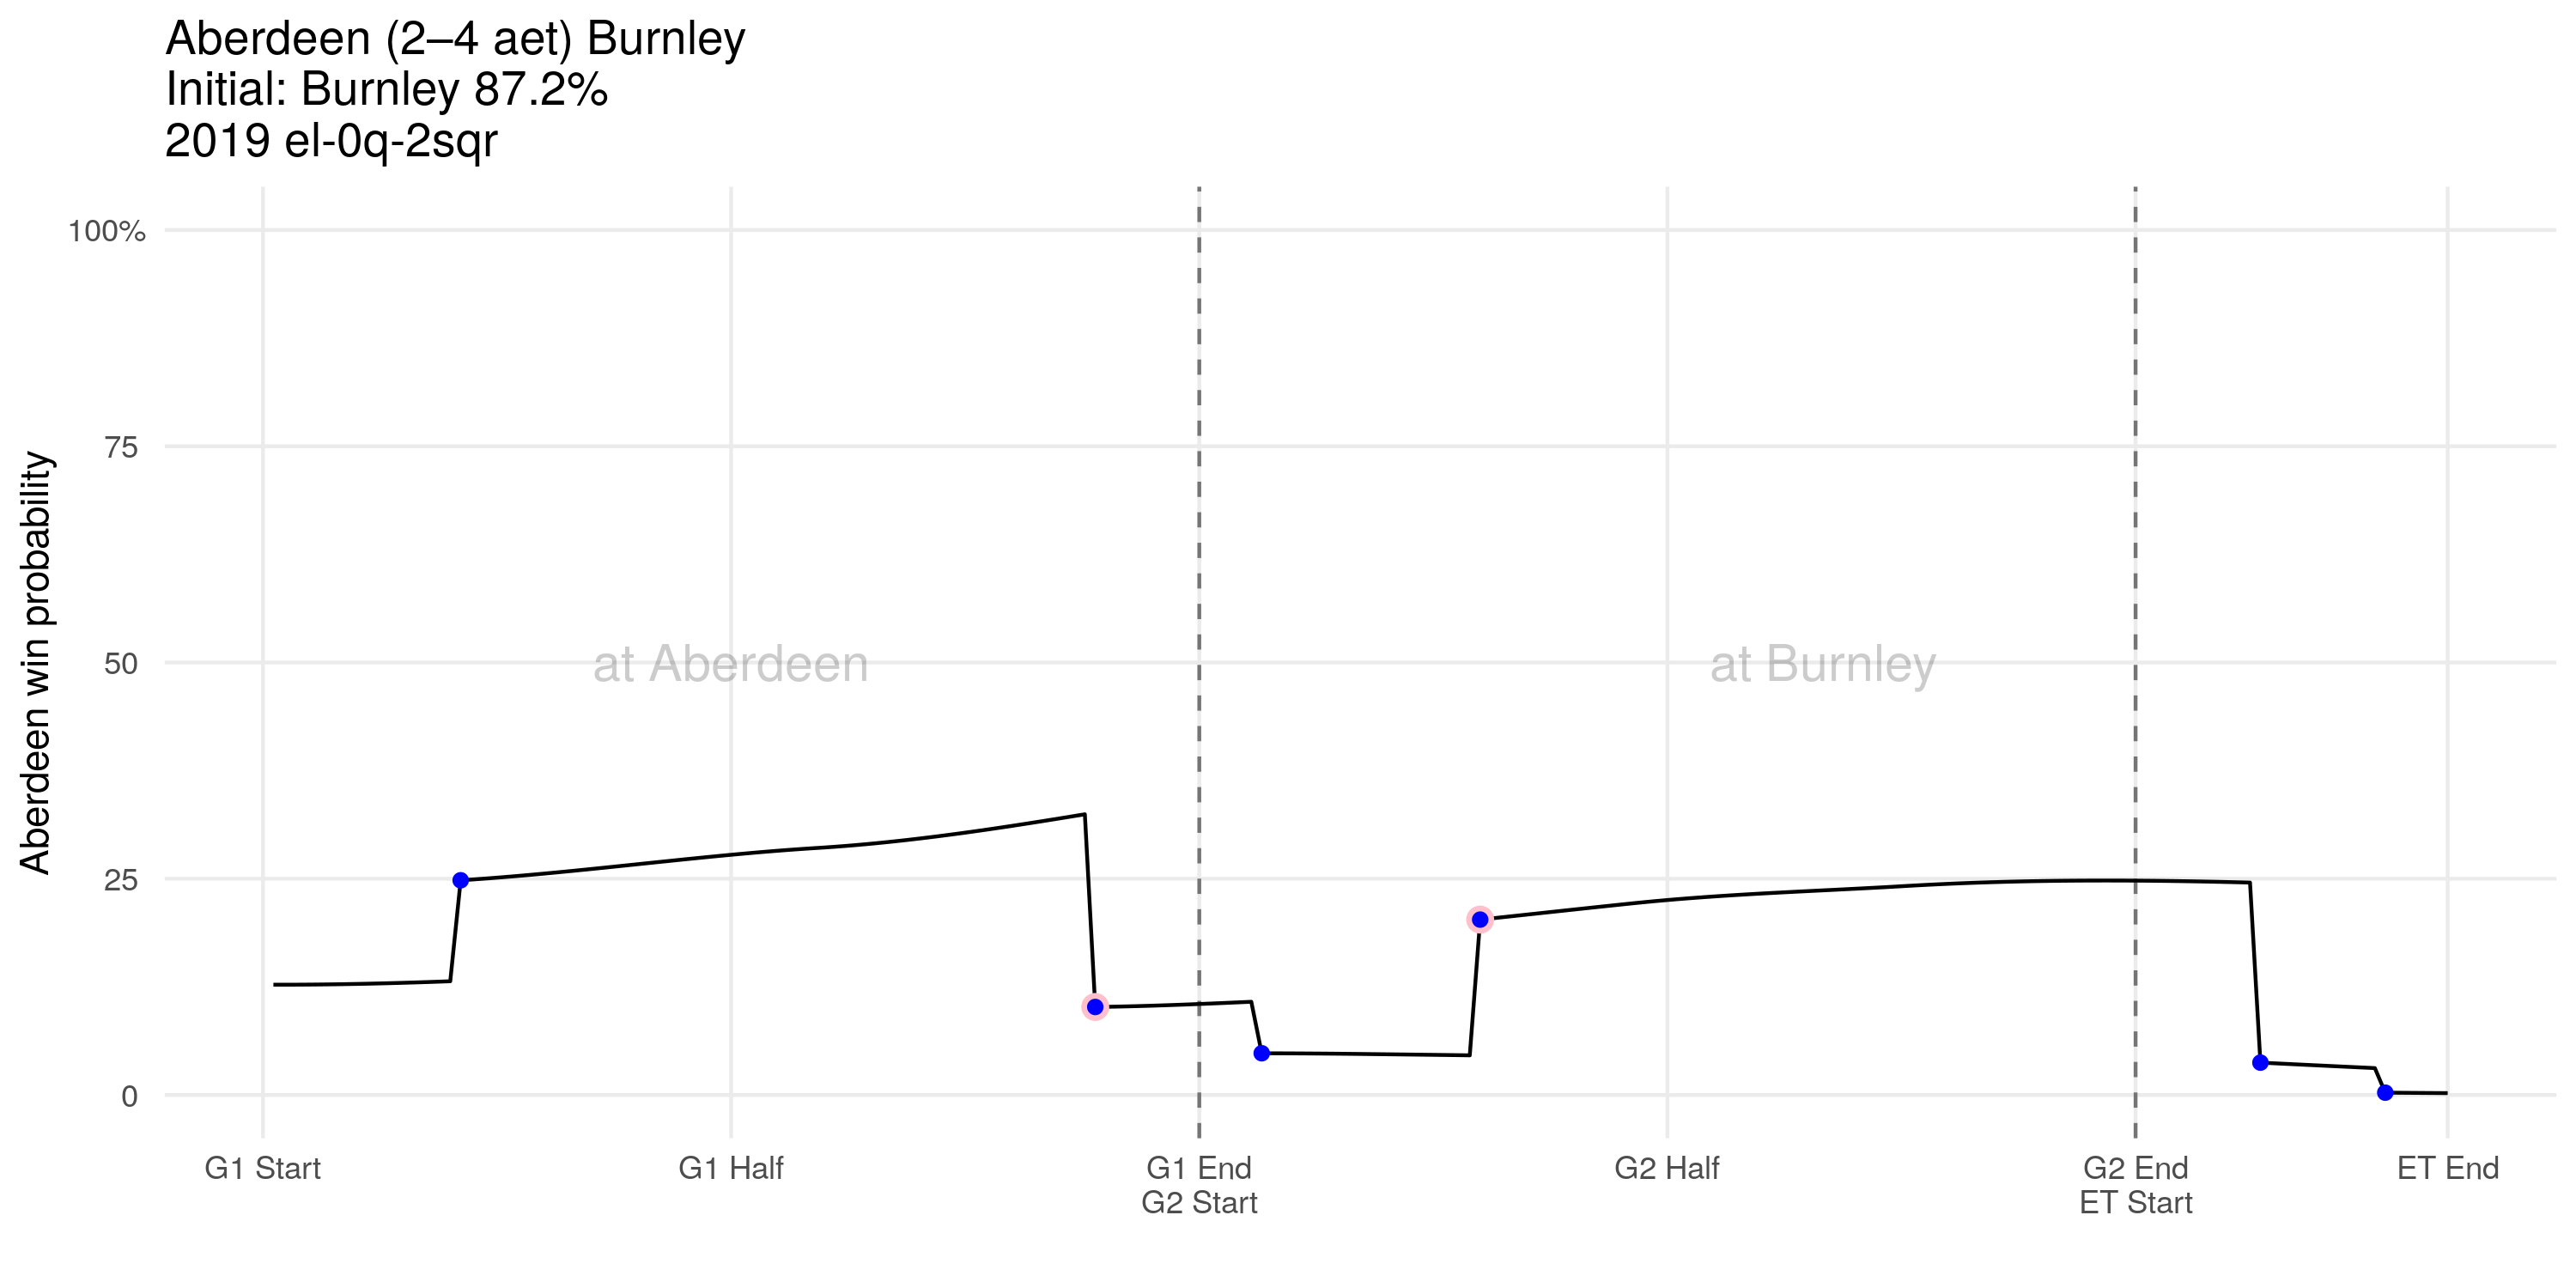 Aberdeen (2–4 aet) Burnley
Initial: Burnley 87.2%
2019 el-0q-2sqr
Aberdeen win probability
100%
75
50
25
0
at Aberdeen
at Burnley
G1 Start
G1 Half
G1 End
G2 Start
G2 Half
G2 End
ET Start
ET End